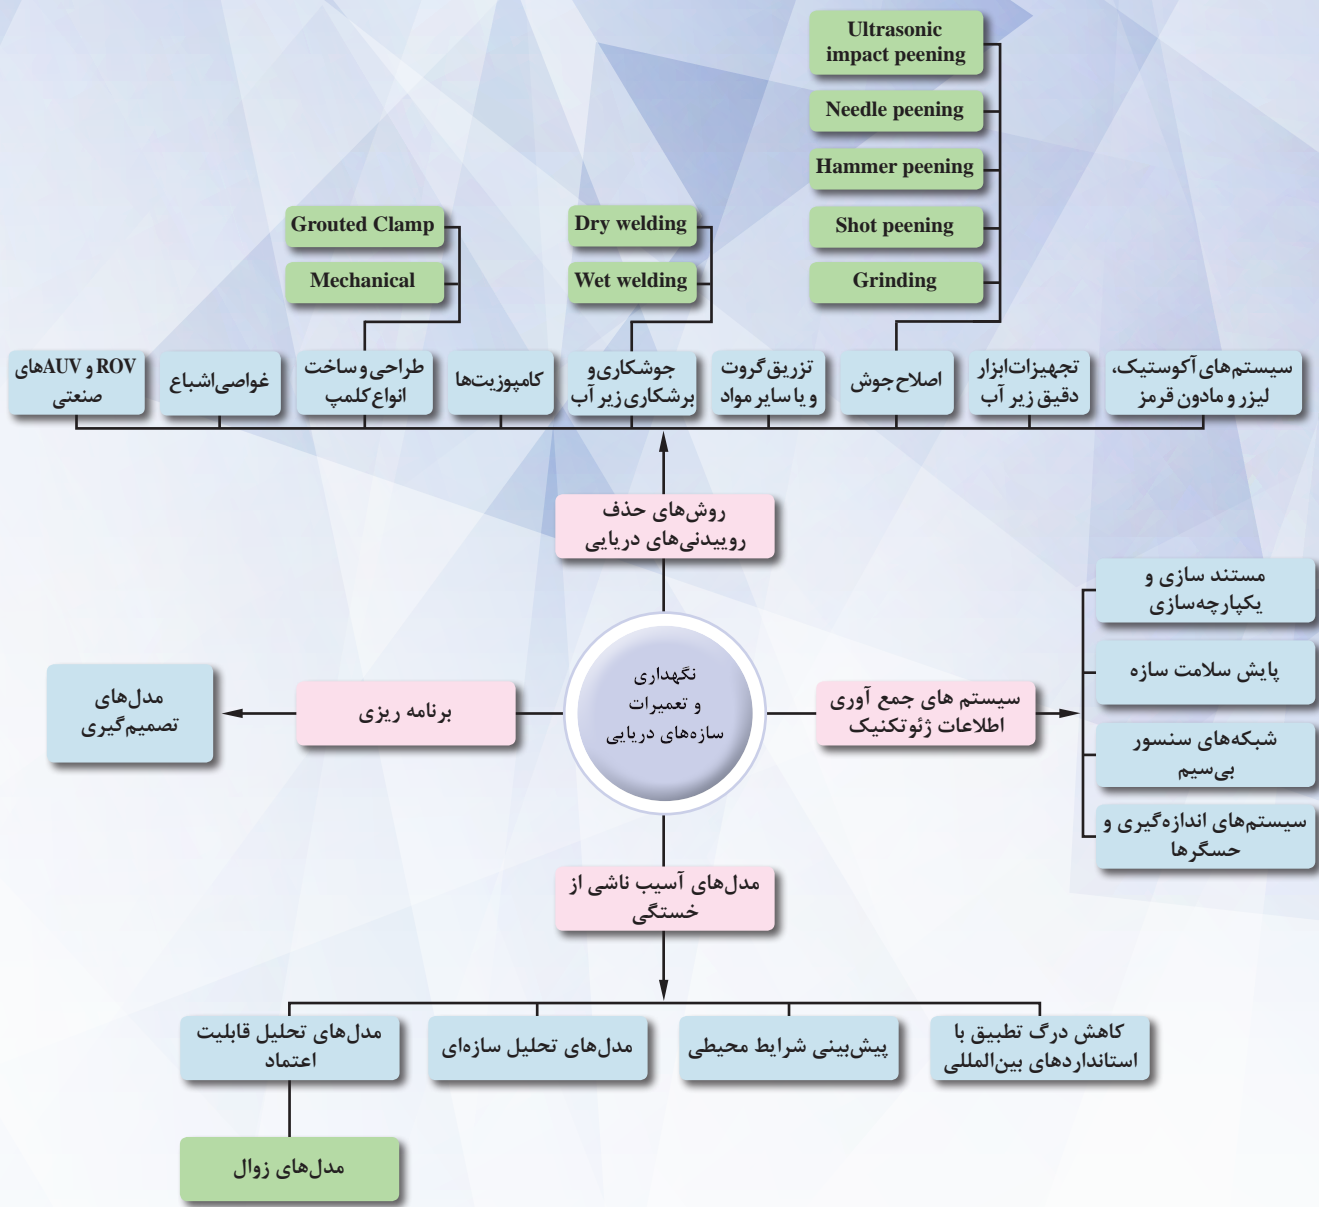 Ultrasonic
impact peening
Needle peening
Hammer peening
Shot peening
Grinding
Grouted Clamp
Mechanical
Dry welding
Wet welding
سیستم‌های آکوستیک،
لیزر و مادون قرمز
تجهیزات ابزار
دقیق زیر آب
اصلاح جوش
تزریق گروت
و یا سایر مواد
جوشکاری و
برشکاری زیر آب
کامپوزیت‌ها
طراحی و ساخت
انواع کلمپ
غواصی اشباع
ROV و AUVهای
صنعتی
روش‌های حذف
روییدنی‌های دریایی
نگهداری
و تعمیرات
سازه‌های دریایی
سیستم های جمع آوری
اطلاعات ژئوتکنیک
مستند سازی و
یکپارچه‌سازی
پایش سلامت سازه
شبکه‌های سنسور
بی‌سیم
سیستم‌های اندازه‌گیری و
حسگرها
برنامه ریزی
مدل‌های
تصمیم‌گیری
مدل‌های آسیب ناشی از
خستگی
کاهش درگ تطبیق با
استانداردهای بین‌المللی
پیش‌بینی شرایط محیطی
مدل‌های تحلیل سازه‌ای
مدل‌های تحلیل قابلیت
اعتماد
مدل‌های زوال